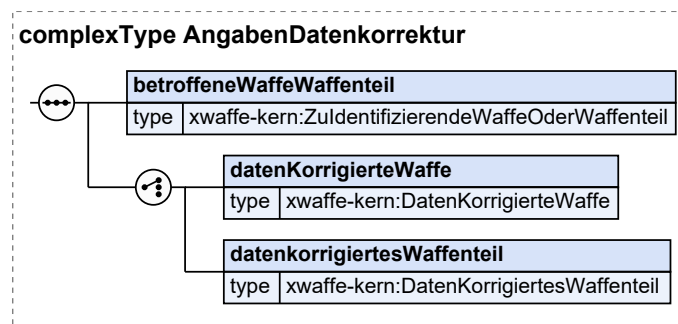 complexType AngabenDatenkorrektur
betroffeneWaffeWaffenteil
type xwaffe-kern:ZuIdentifizierendeWaffeOderWaffenteil
datenKorrigierteWaffe
type xwaffe-kern:DatenKorrigierteWaffe
datenkorrigiertesWaffenteil
type xwaffe-kern:DatenKorrigiertesWaffenteil